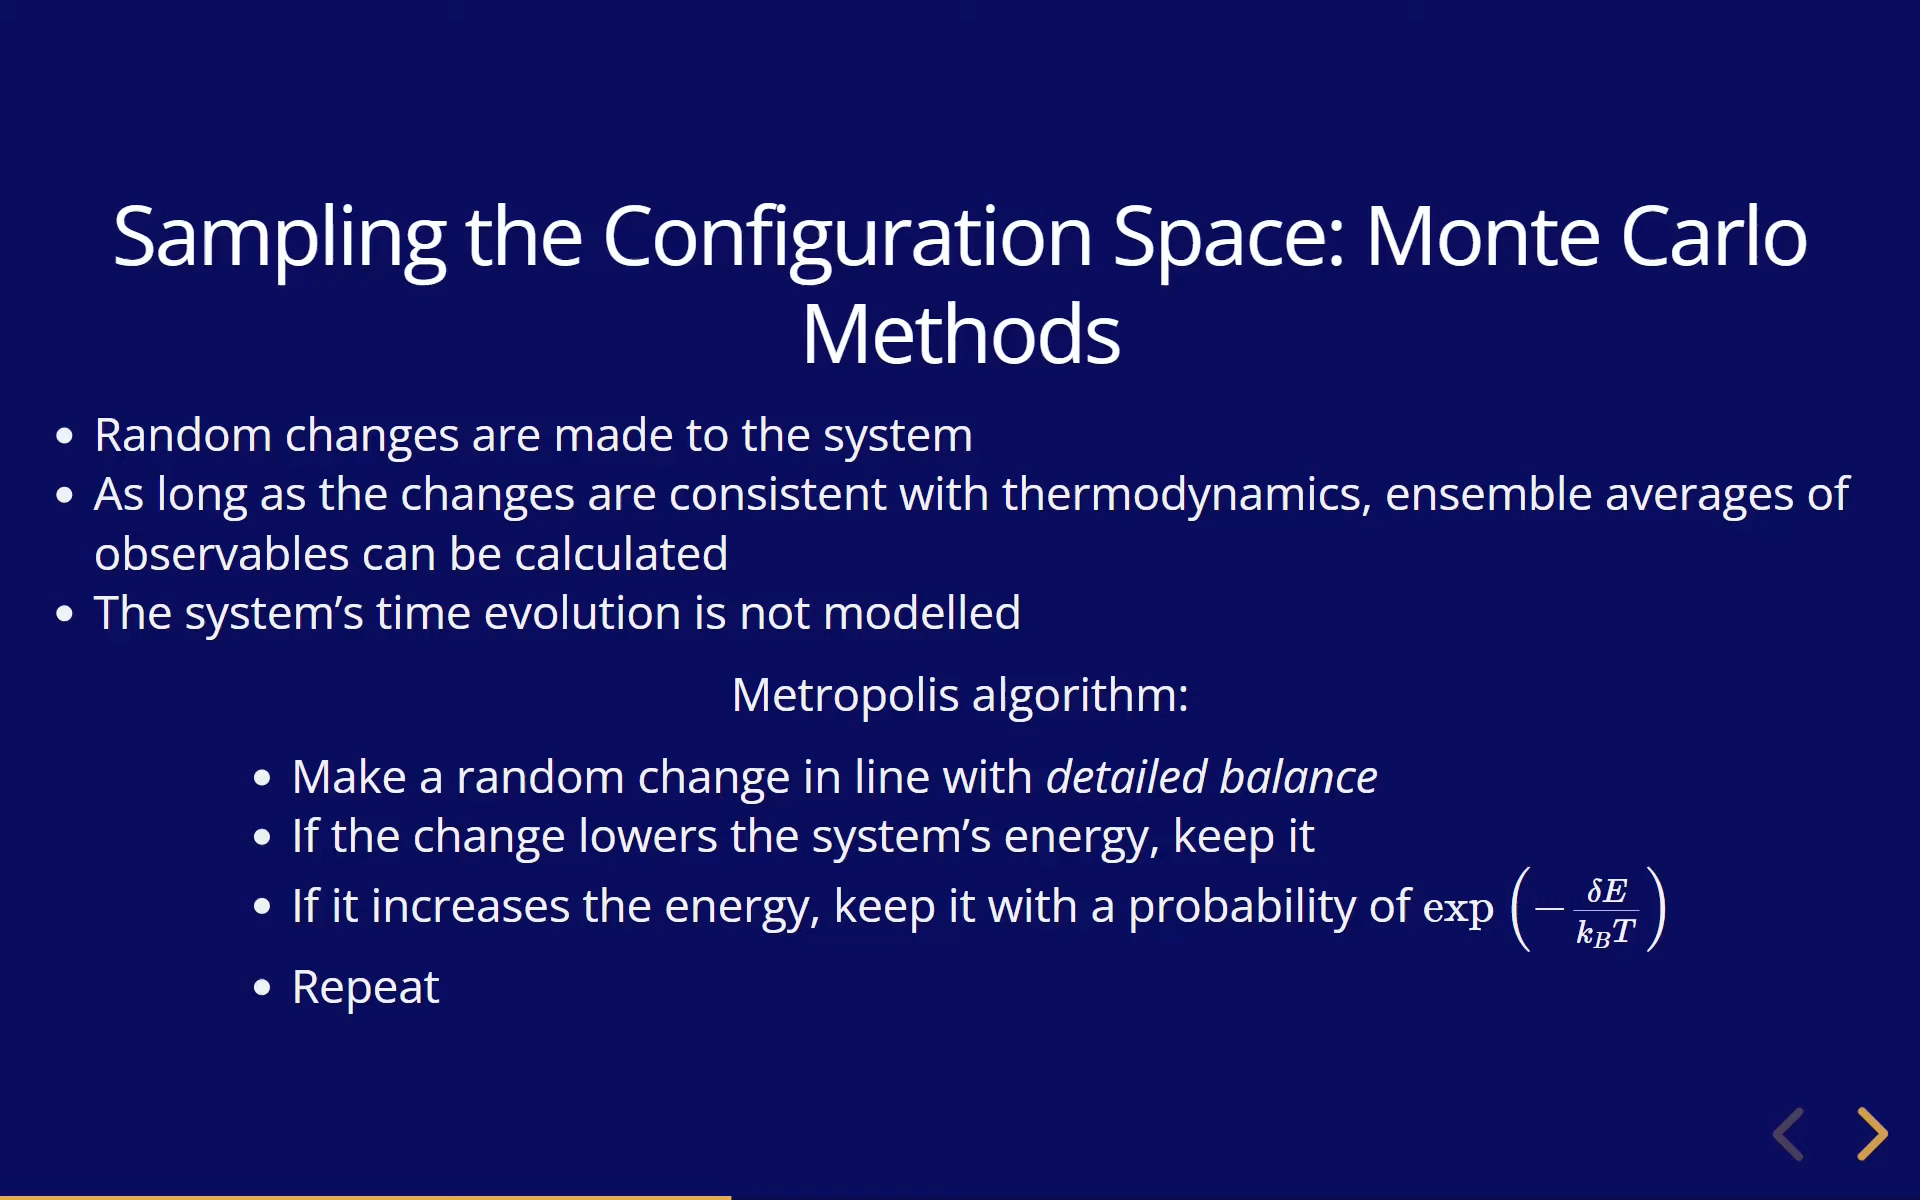 Sampling the Configuration Space: Monte Carlo
Methods
• Random changes are made to the system
• As long as the changes are consistent with thermodynamics, ensemble averages of
observables can be calculated
• The system’s time evolution is not modelled
Metropolis algorithm:
• Make a random change in line with detailed balance
• If the change lowers the system’s energy, keep it
• If it increases the energy, keep it with a probability of exp(−δE/k_BT)
• Repeat